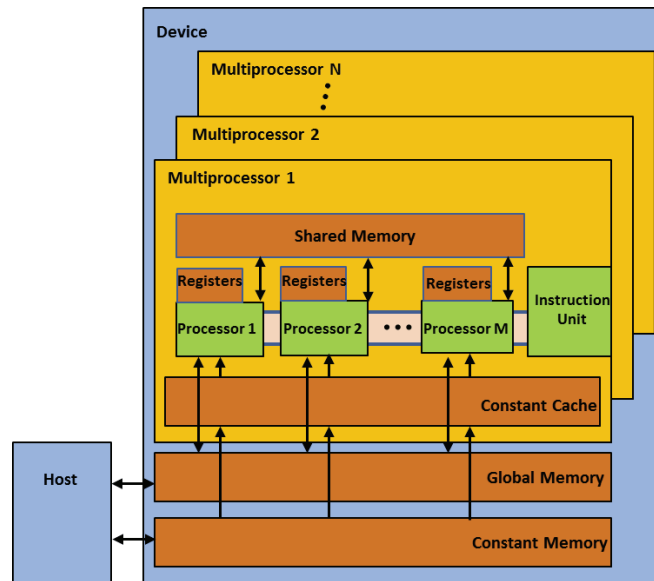 Device
Multiprocessor N
Multiprocessor 2
Multiprocessor 1
Shared Memory
Registers
Registers
Registers
Instruction
Unit
Processor 1
Processor 2
Processor M
Constant Cache
Host
Global Memory
Constant Memory